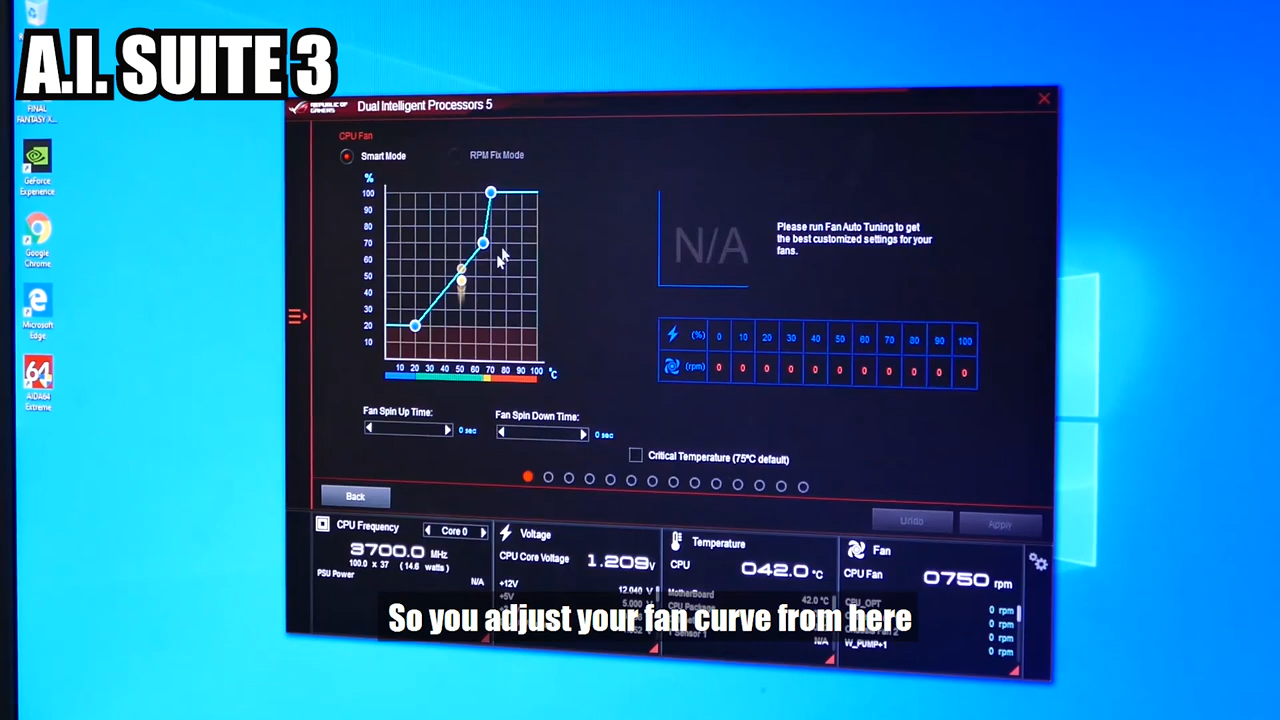 A.I. SUITE 3
FINAL
FANTASY X...
GeForce
Experience
Google
Chrome
Microsoft
Edge
64
AIDA64
Extreme
REPUBLIC OF
GAMERS
Dual Intelligent Processors 5
CPU Fan
Smart Mode
RPM Fix Mode
%
100
90
80
70
60
50
40
30
20
10
10 20 30 40 50 60 70 80 90 100 °C
N/A
Please run Fan Auto Tuning to get
the best customized settings for your
fans.
(%) 0 10 20 30 40 50 60 70 80 90 100
(rpm) 0 0 0 0 0 0 0 0 0 0 0
Fan Spin Up Time:
0 sec
Fan Spin Down Time:
0 sec
Critical Temperature (75°C default)
Back
Undo
Apply
CPU Frequency
Core 0
3700.0 MHz
100.0 x 37 ( 14.6 watts )
PSU Power N/A
Voltage
CPU Core Voltage 1.209V
+12V 12.040 V
+5V 5.000 V
Temperature
CPU 042.0 °C
MotherBoard 42.0 °C
CPU Package
T Sensor 1 N/A
Fan
CPU Fan 0750 rpm
CPU_OPT 0 rpm
0 rpm
0 rpm
W_PUMP+1 0 rpm
So you adjust your fan curve from here